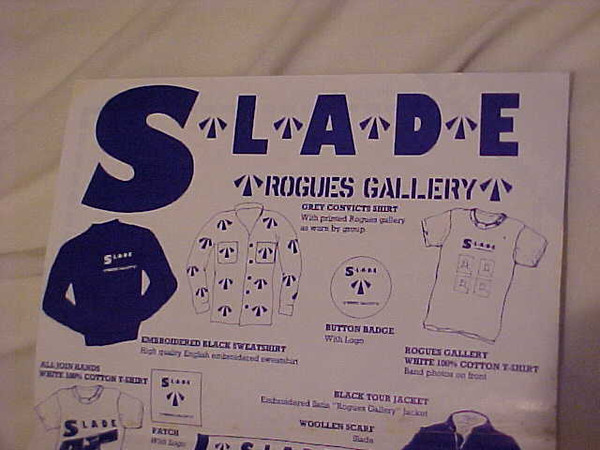 SLADE
ROGUES GALLERY
GREY CONVICTS SHIRT
With printed Rogues gallery
as worn by group
SLADE
SLADE
SLADE
EMBROIDERED BLACK SWEATSHIRT
High quality English embroidered sweatshirt
BUTTON BADGE
With Logo
ROGUES GALLERY
WHITE 100% COTTON T-SHIRT
Band photos on front
ALL JOIN HANDS
WHITE 100% COTTON T-SHIRT
SLADE
SLADE
PATCH
With Logo
BLACK TOUR JACKET
Embroidered Satin "Rogues Gallery" Jacket
WOOLLEN SCARF
Slade
SLADE